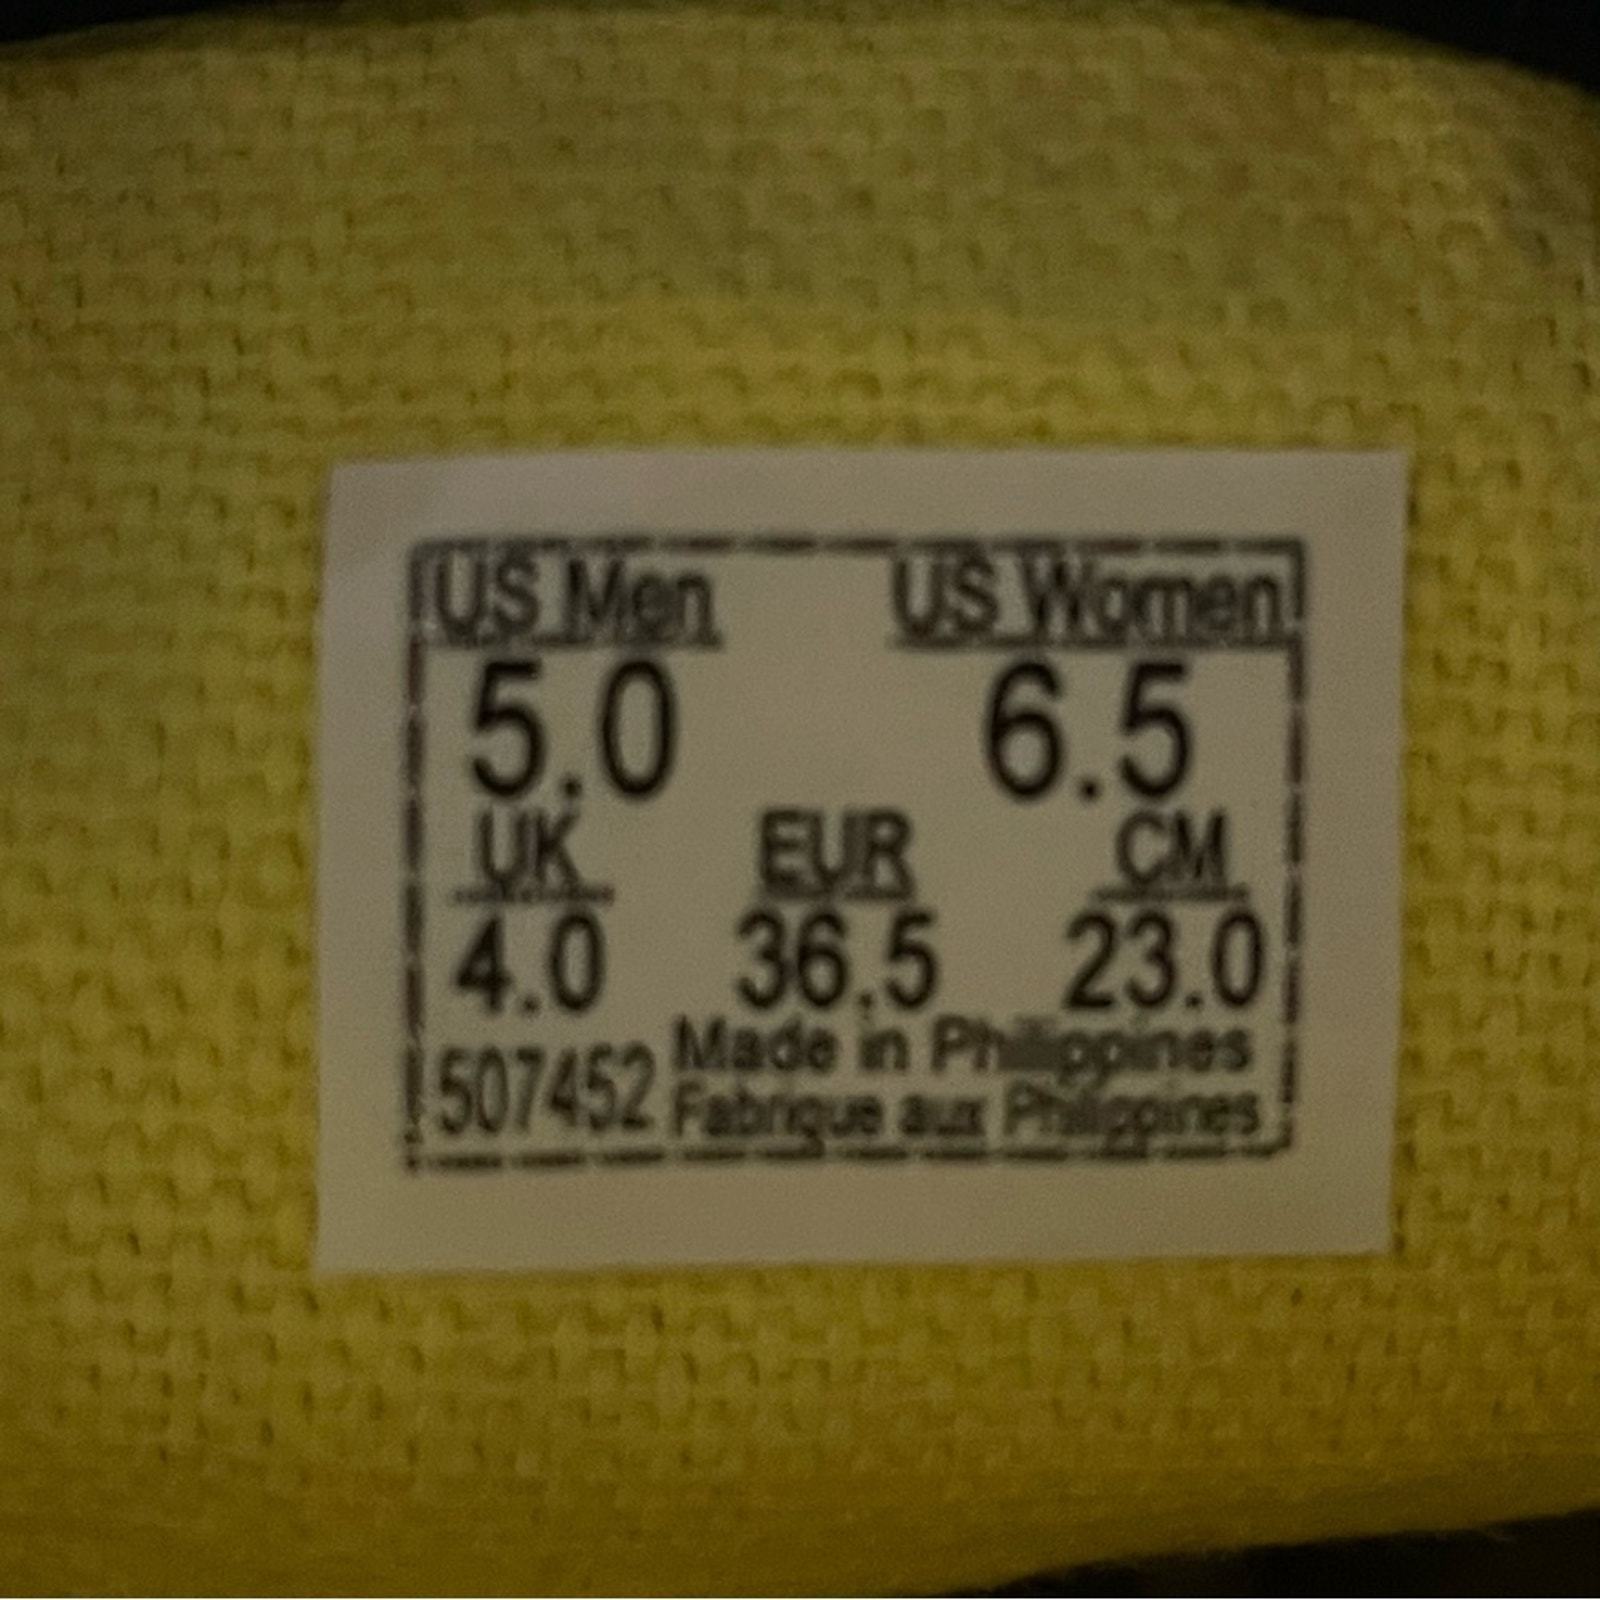 US Men US Women
5.0 6.5
UK EUR CM
4.0 36.5 23.0
507452 Made in Philippines
Fabrique aux Philippines